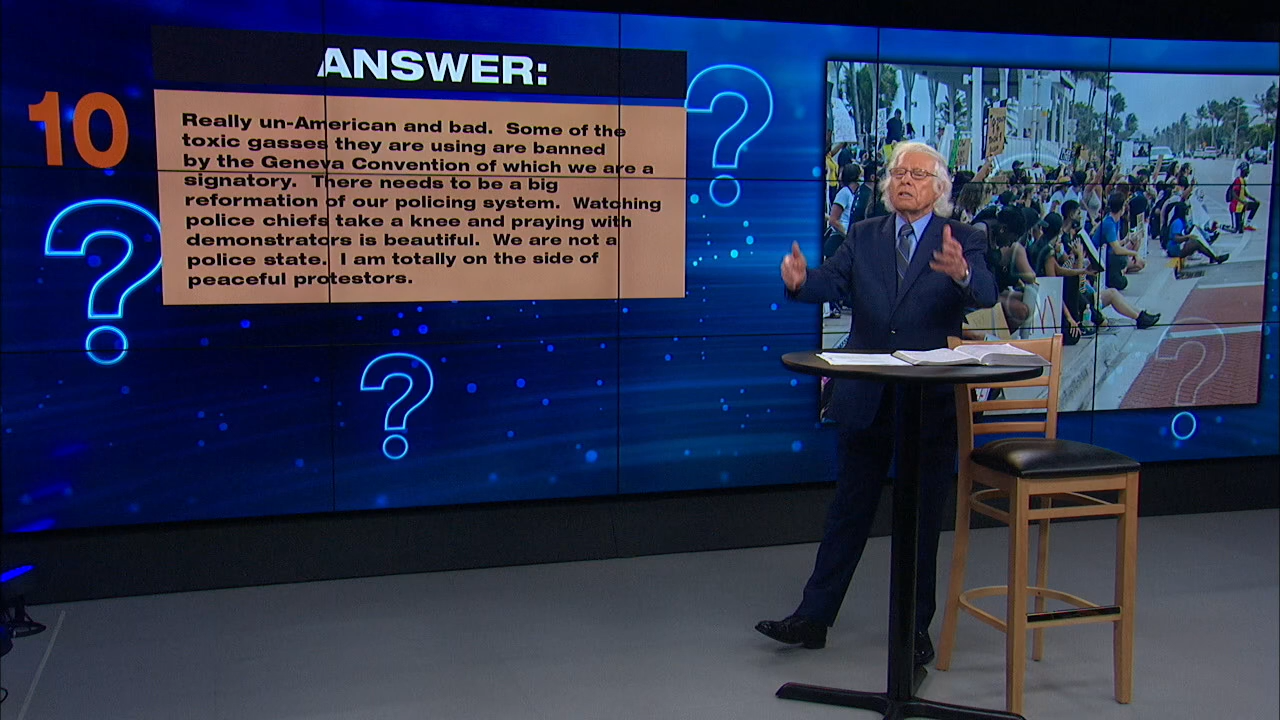 ANSWER:
10
Really un-American and bad. Some of the
toxic gasses they are using are banned
by the Geneva Convention of which we are a
signatory. There needs to be a big
reformation of our policing system. Watching
police chiefs take a knee and praying with
demonstrators is beautiful. We are not a
police state. I am totally on the side of
peaceful protestors.